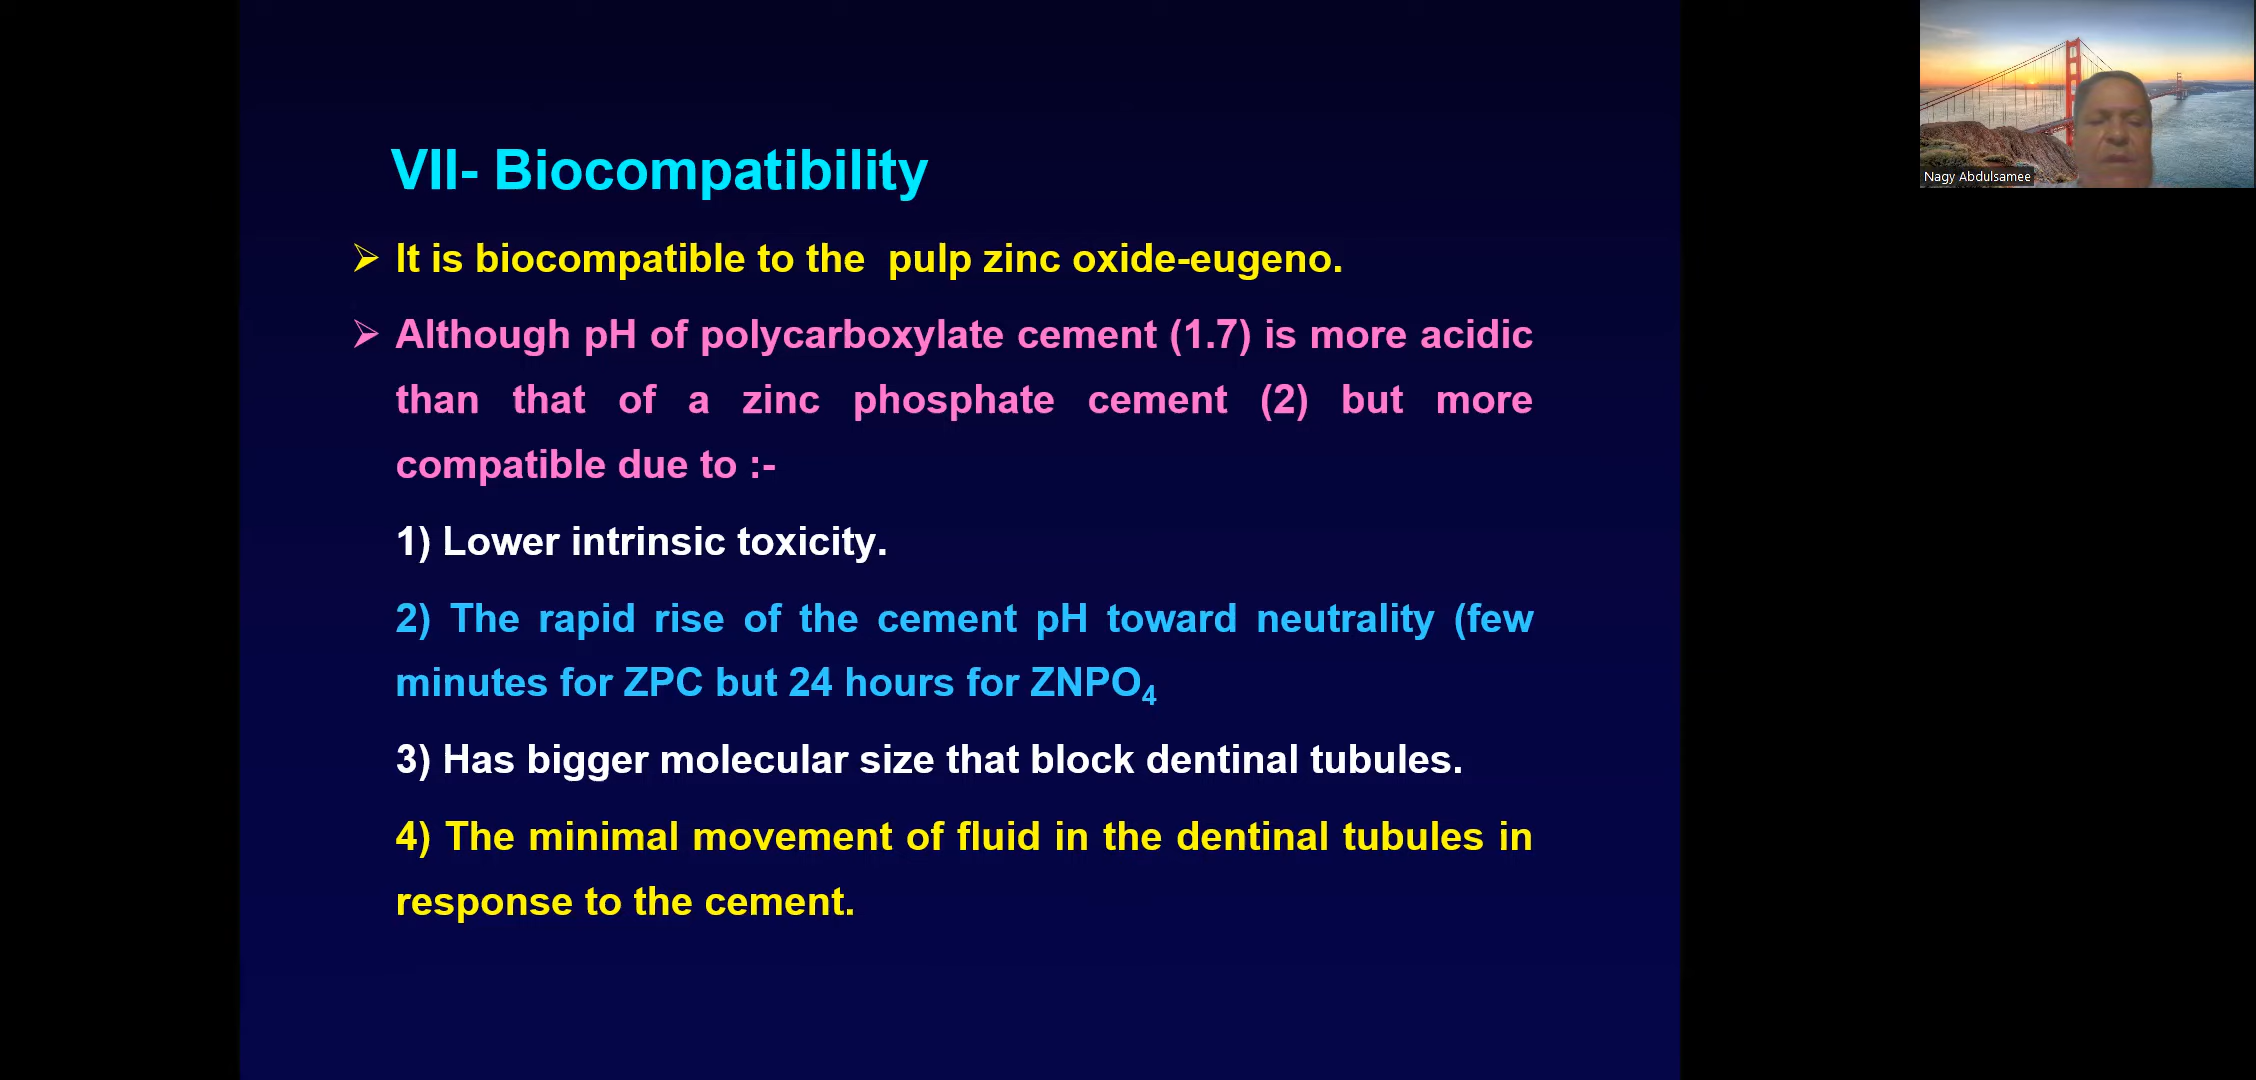 VII- Biocompatibility
➢ It is biocompatible to the pulp zinc oxide-eugeno.
➢ Although pH of polycarboxylate cement (1.7) is more acidic
than that of a zinc phosphate cement (2) but more
compatible due to :-
1) Lower intrinsic toxicity.
2) The rapid rise of the cement pH toward neutrality (few
minutes for ZPC but 24 hours for ZNPO₄
3) Has bigger molecular size that block dentinal tubules.
4) The minimal movement of fluid in the dentinal tubules in
response to the cement.
Nagy Abdulsamee